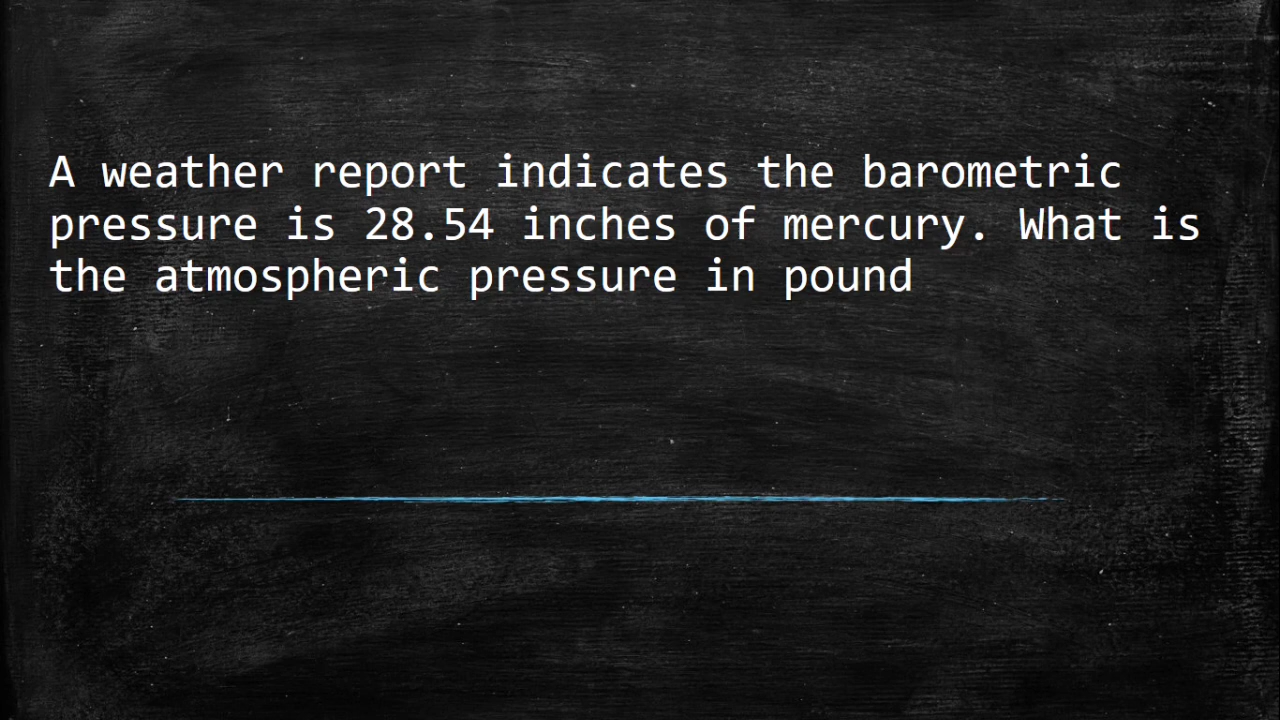 A weather report indicates the barometric
pressure is 28.54 inches of mercury. What is
the atmospheric pressure in pound